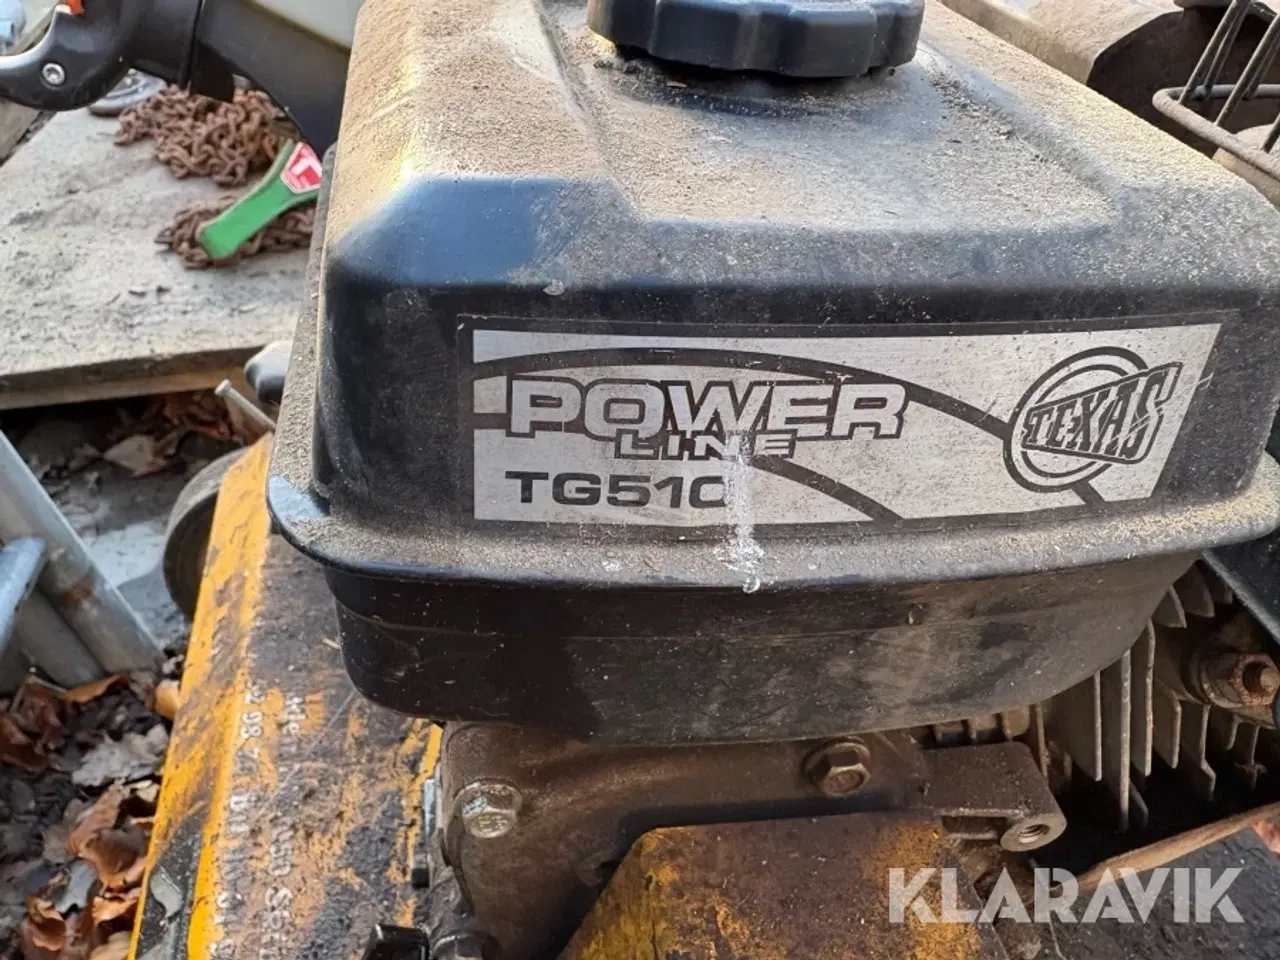 POWER
LINE
TEXAS
TG510
KLARAVIK